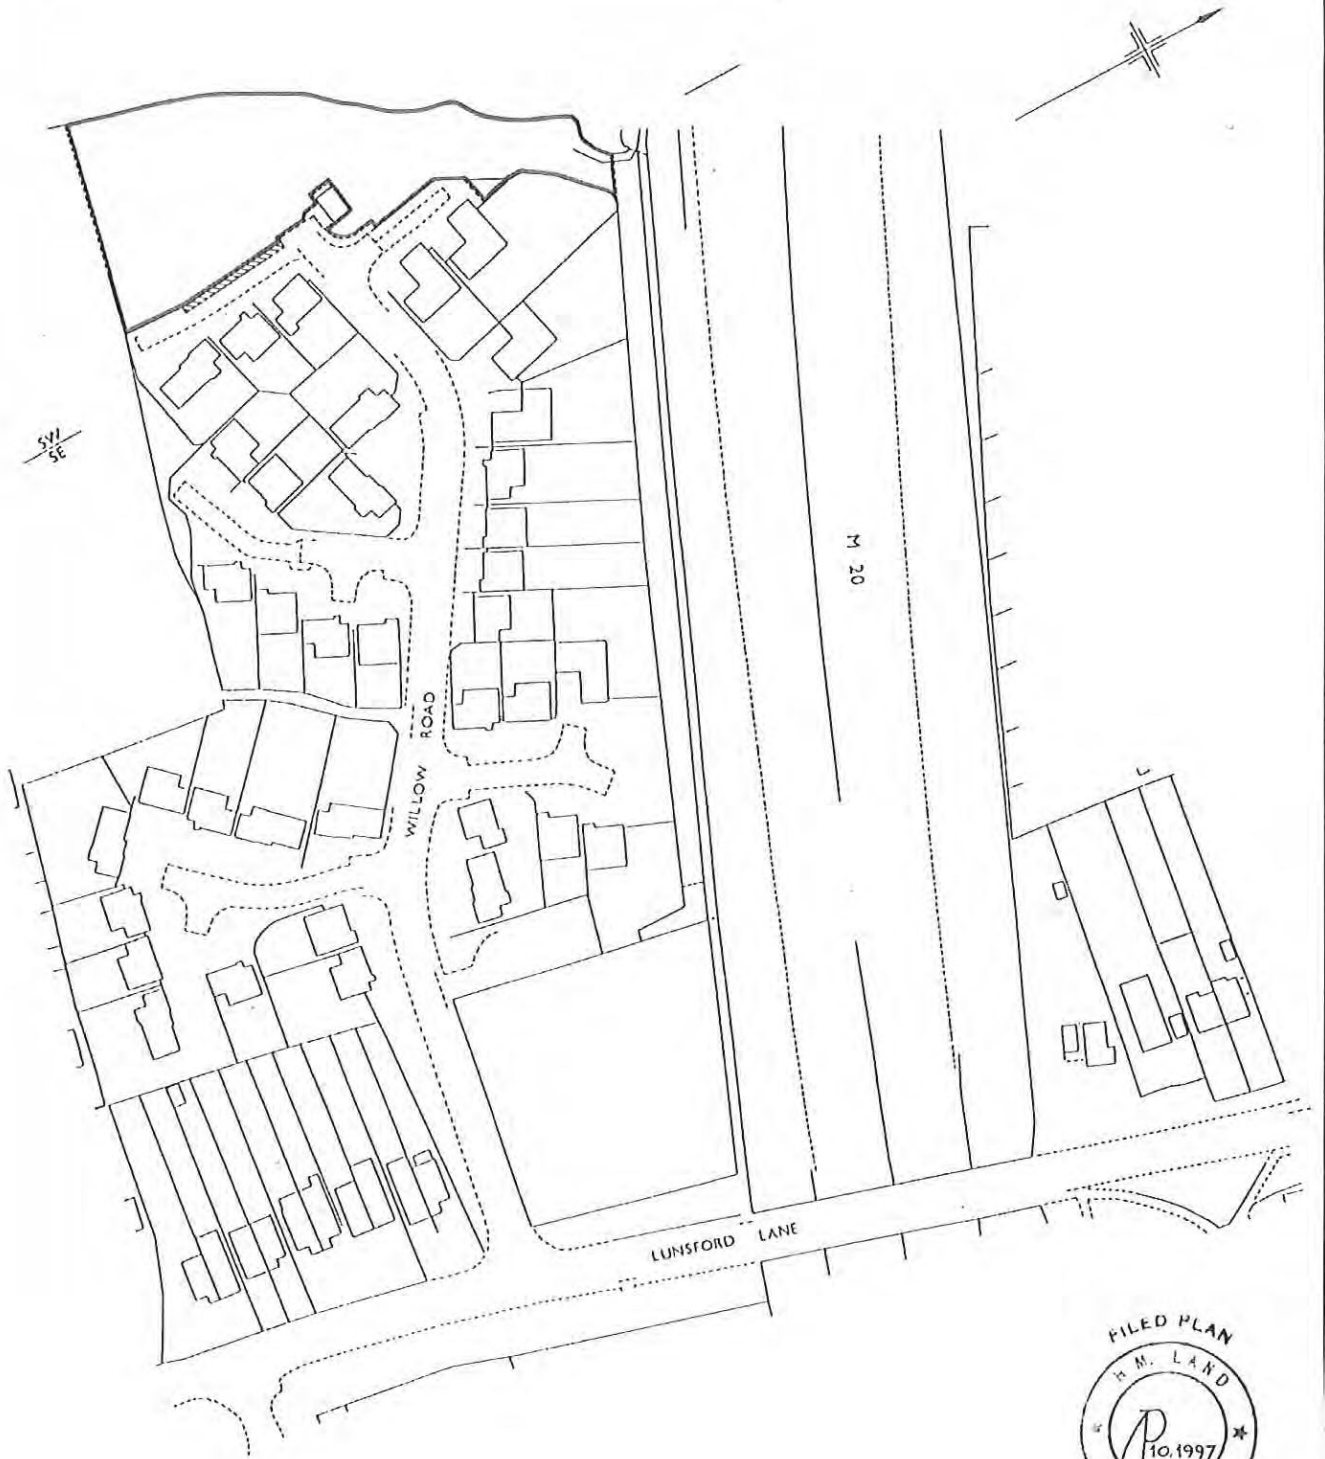 SW
SE
M 20
WILLOW ROAD
LUNSFORD LANE
FILED PLAN
H.M. LAND
10.1997